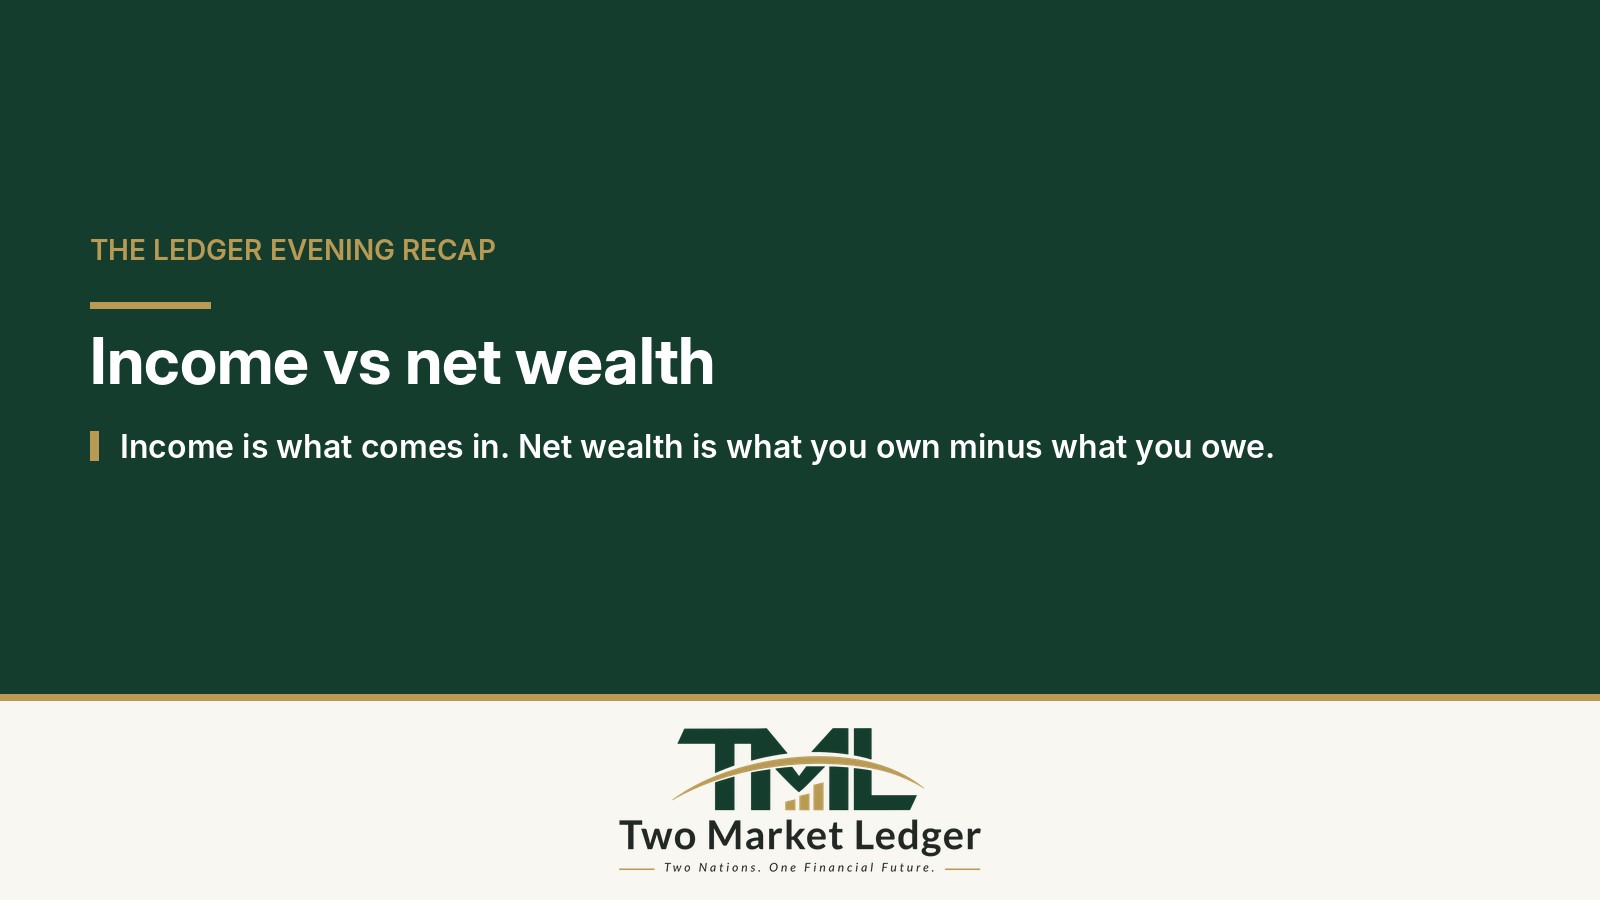 THE LEDGER EVENING RECAP
Income vs net wealth
Income is what comes in. Net wealth is what you own minus what you owe.
TML
Two Market Ledger
Two Nations. One Financial Future.